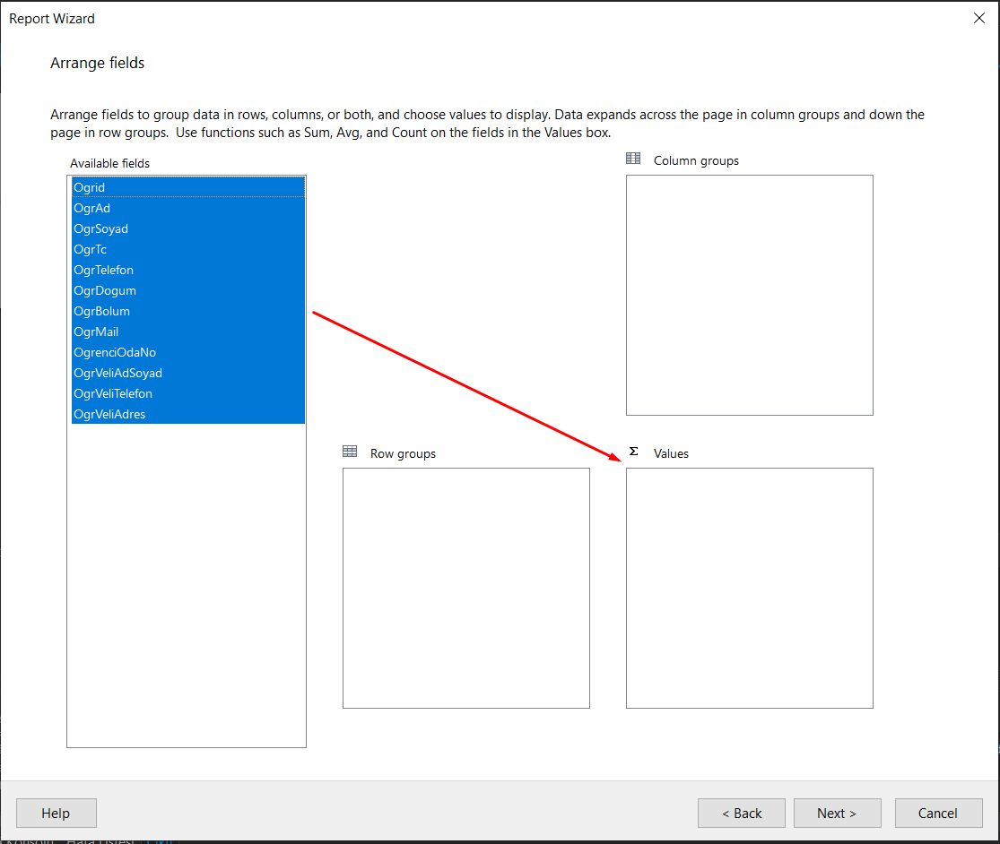 Report Wizard
Arrange fields
Arrange fields to group data in rows, columns, or both, and choose values to display. Data expands across the page in column groups and down the
page in row groups.  Use functions such as Sum, Avg, and Count on the fields in the Values box.
Available fields
Ogrid
OgrAd
OgrSoyad
OgrTc
OgrTelefon
OgrDogum
OgrBolum
OgrMail
OgrenciOdaNo
OgrVeliAdSoyad
OgrVeliTelefon
OgrVeliAdres
Column groups
Row groups
Σ Values
Help
< Back
Next >
Cancel